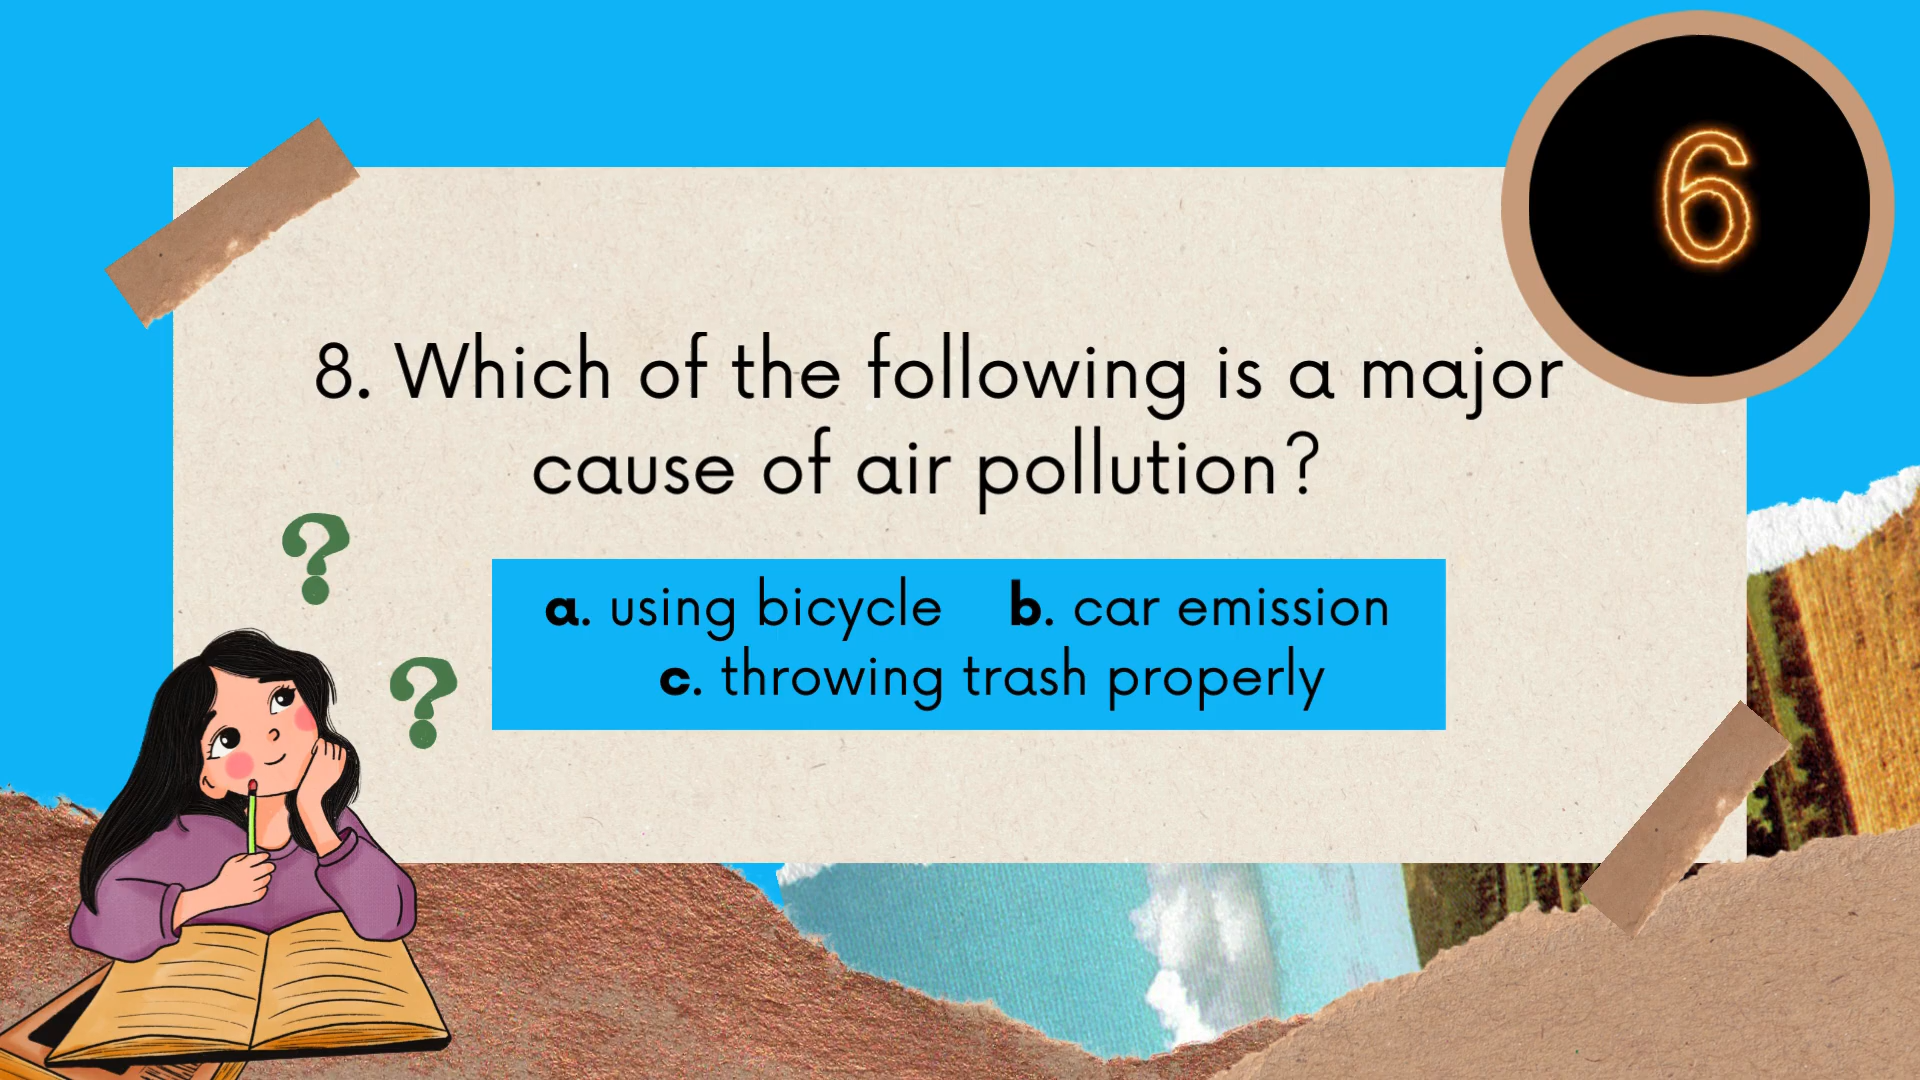 6
8. Which of the following is a major
cause of air pollution?
a. using bicycle b. car emission
c. throwing trash properly